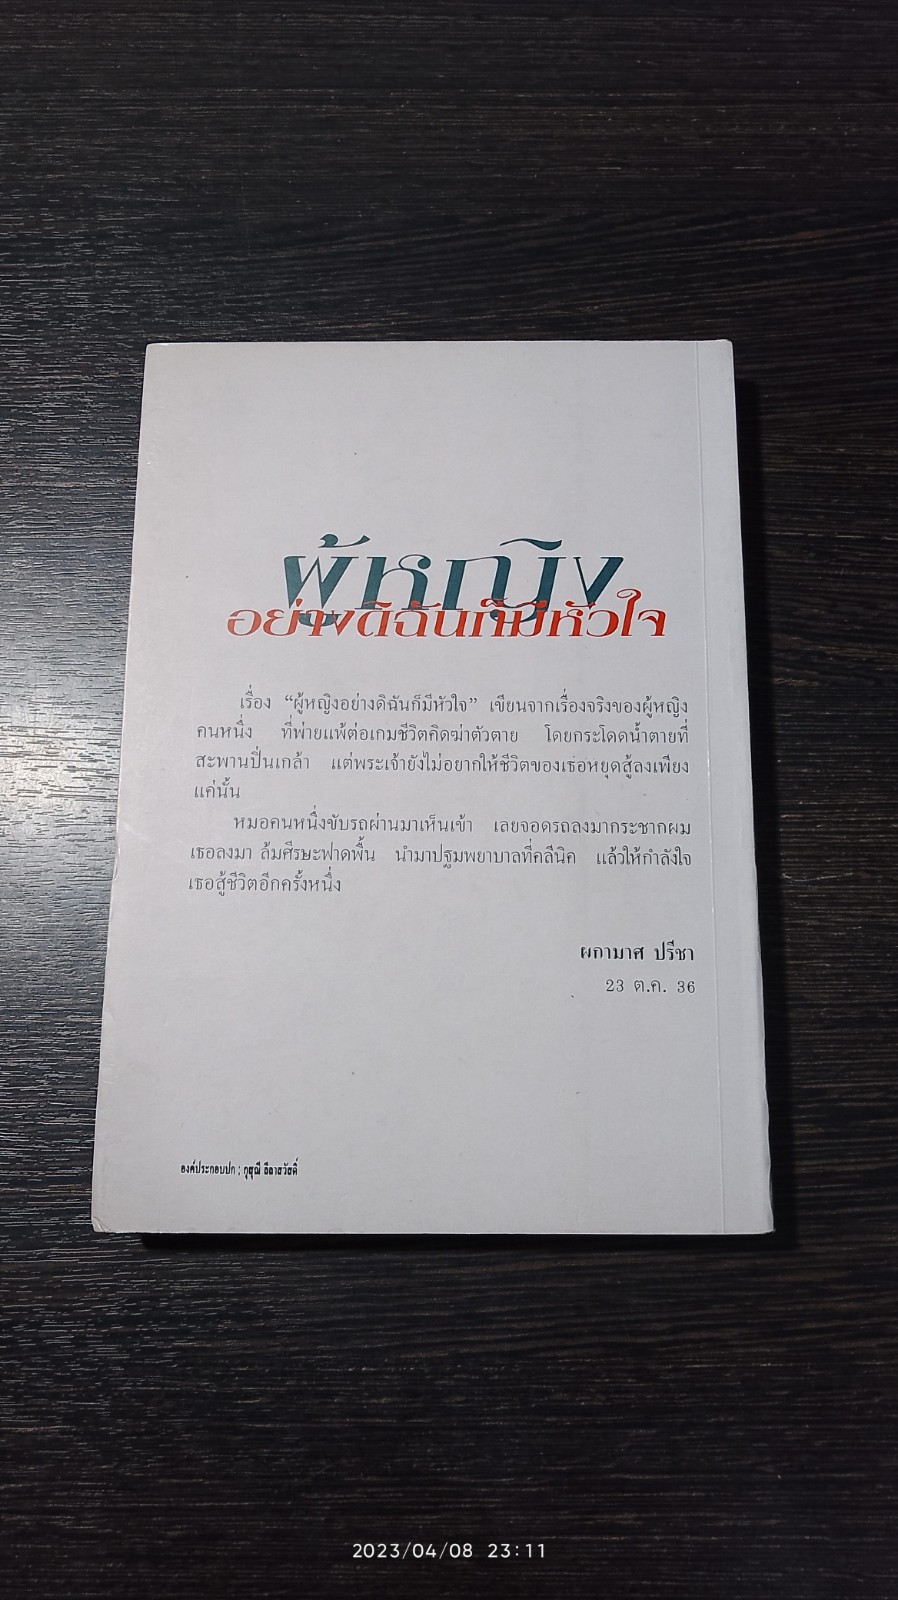 ผู้หญิง
อย่างดิฉันก็มีหัวใจ
เรื่อง “ผู้หญิงอย่างดิฉันก็มีหัวใจ” เขียนจากเรื่องจริงของผู้หญิง
คนหนึ่ง ที่พ่ายแพ้ต่อเกมชีวิตคิดฆ่าตัวตาย โดยกระโดดน้ำตายที่
สะพานปิ่นเกล้า แต่พระเจ้ายังไม่อยากให้ชีวิตของเธอหยุดสู้ลงเพียง
แค่นั้น
หมอคนหนึ่งขับรถผ่านมาเห็นเข้า เลยจอดรถลงมากระชากผม
เธอลงมา ล้มศีรษะฟาดพื้น นำมาปฐมพยาบาลที่คลีนิค แล้วให้กำลังใจ
เธอสู้ชีวิตอีกครั้งหนึ่ง
ผกามาศ ปรีชา
23 ต.ค. 36
องค์ประกอบปก ;
2023/04/08 23:11